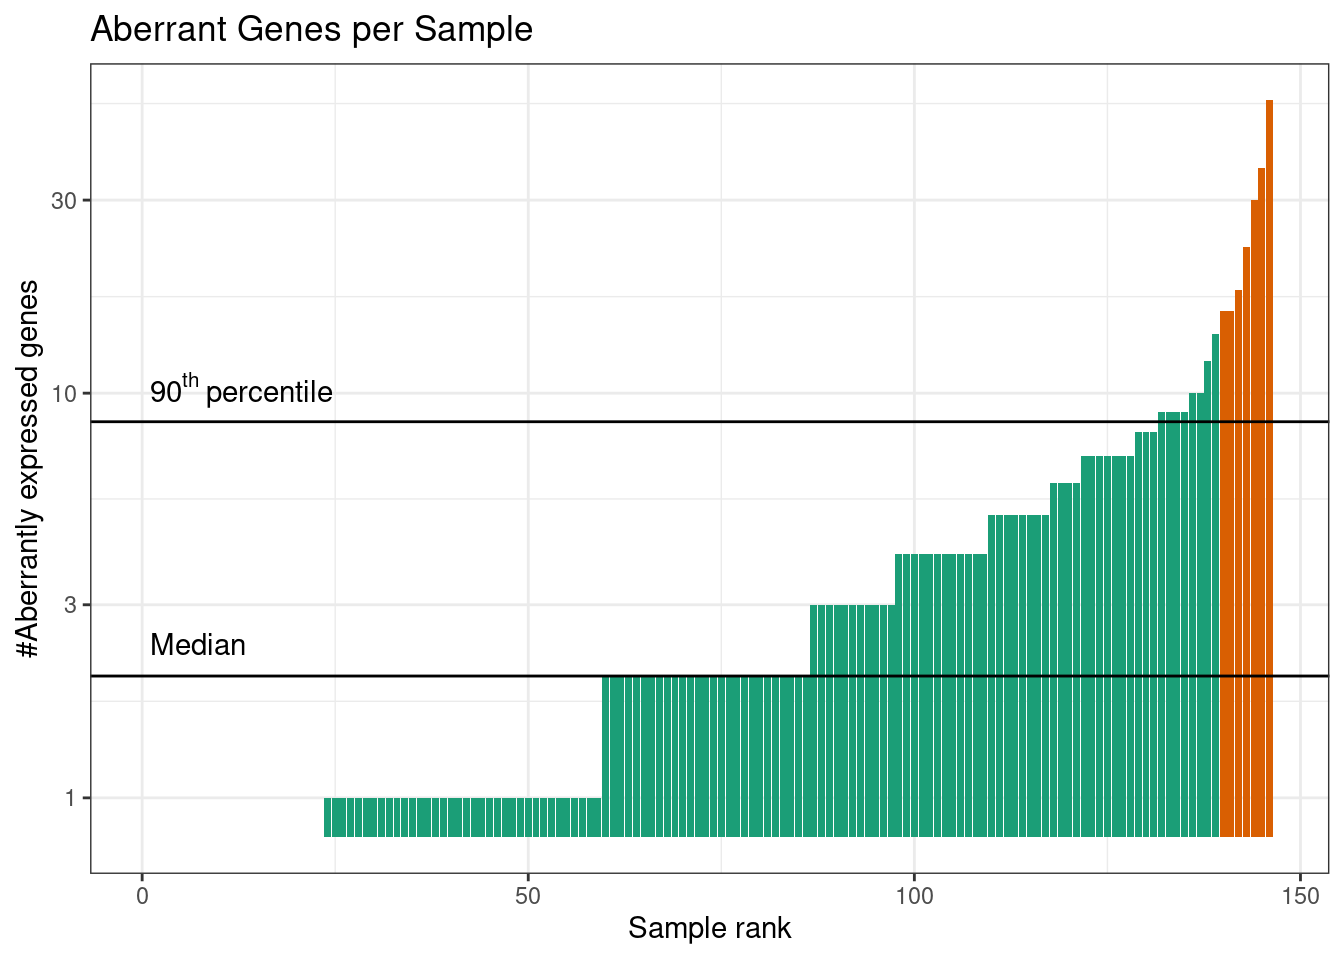 Aberrant Genes per Sample
#Aberrantly expressed genes
30
10
3
1
90th percentile
Median
0
50
100
150
Sample rank